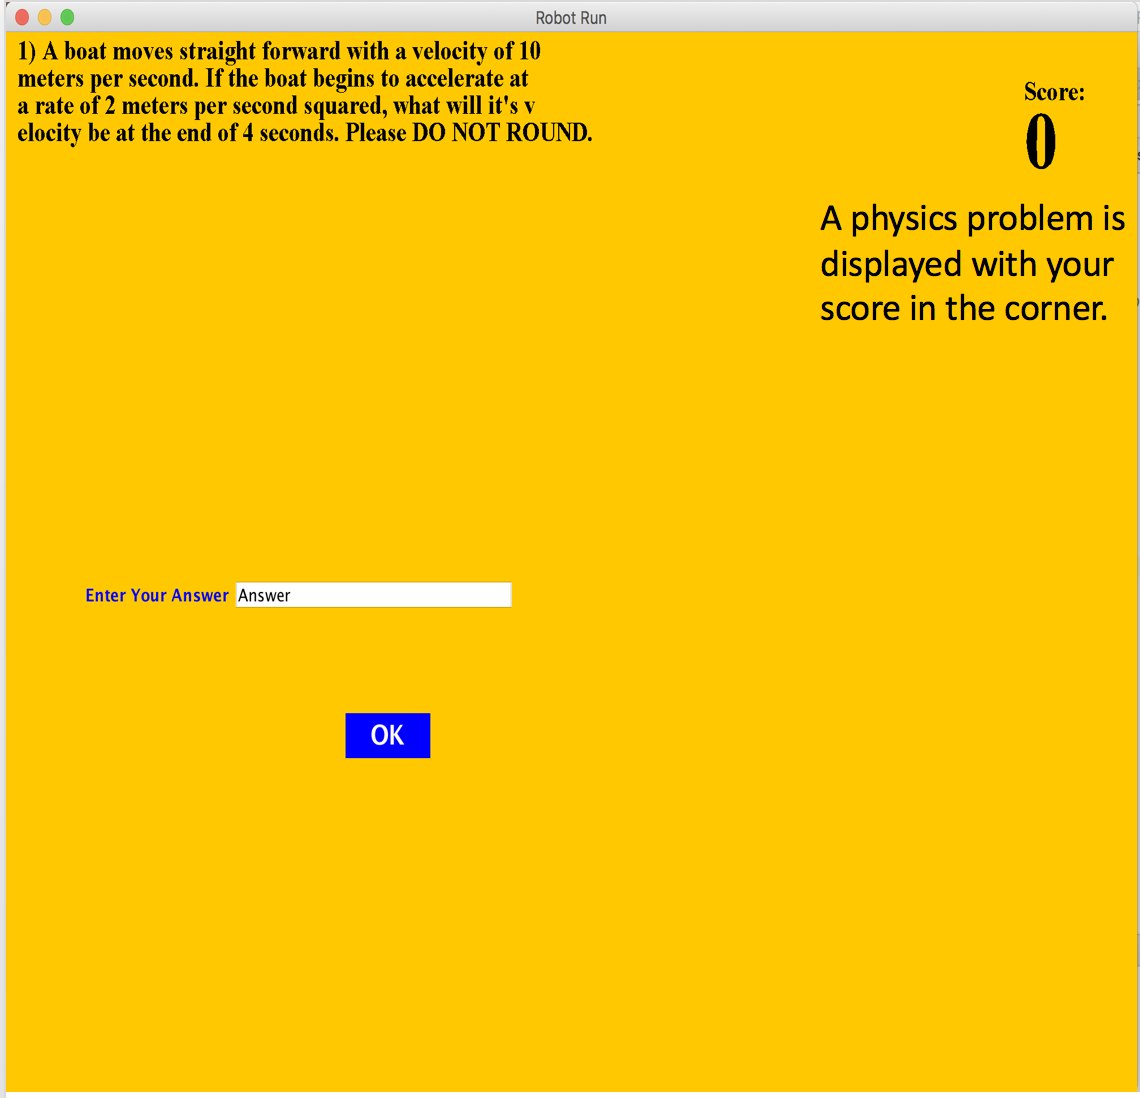 Robot Run
1) A boat moves straight forward with a velocity of 10
meters per second. If the boat begins to accelerate at
a rate of 2 meters per second squared, what will it's v
elocity be at the end of 4 seconds. Please DO NOT ROUND.
Score:
0
A physics problem is
displayed with your
score in the corner.
Enter Your Answer Answer
OK